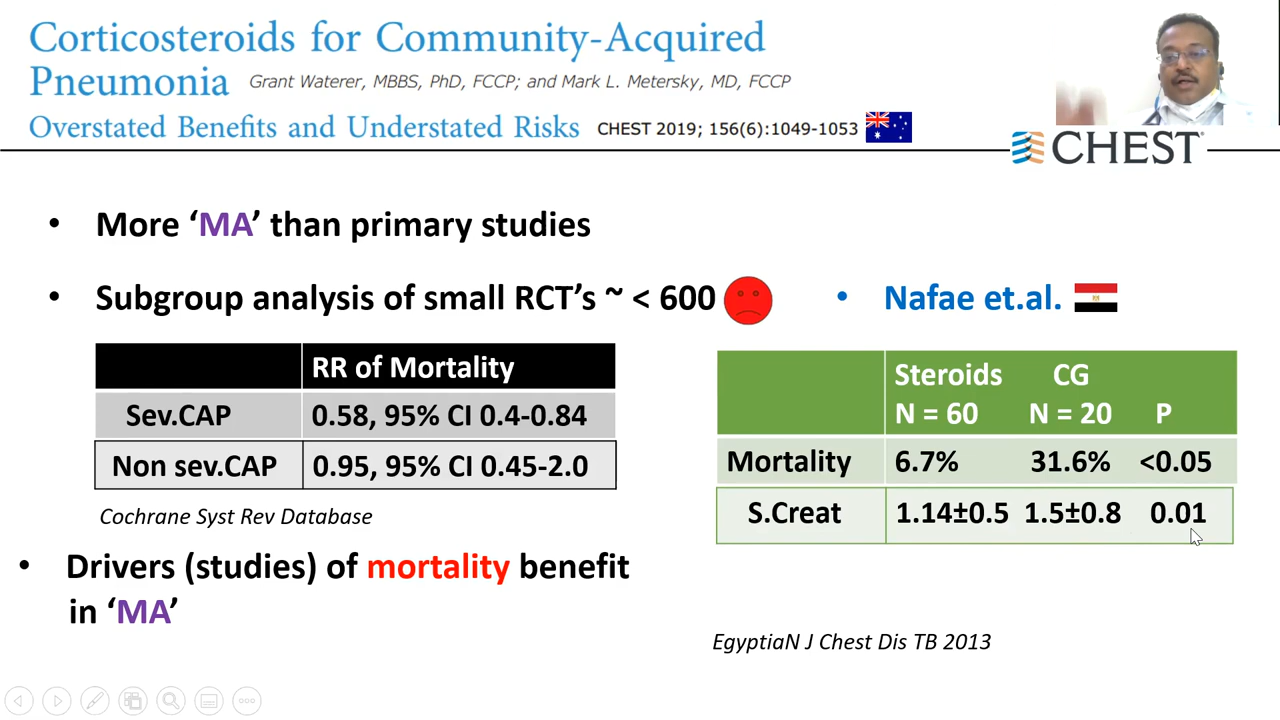 Corticosteroids for Community-Acquired
Pneumonia Grant Waterer, MBBS, PhD, FCCP; and Mark L. Metersky, MD, FCCP
Overstated Benefits and Understated Risks CHEST 2019; 156(6):1049-1053
CHEST
• More ‘MA’ than primary studies
• Subgroup analysis of small RCT’s ~ < 600
RR of Mortality
Sev.CAP 0.58, 95% CI 0.4-0.84
Non sev.CAP 0.95, 95% CI 0.45-2.0
Cochrane Syst Rev Database
• Drivers (studies) of mortality benefit
in ‘MA’
• Nafae et.al.
Steroids CG
N = 60 N = 20 P
Mortality 6.7% 31.6% <0.05
S.Creat 1.14±0.5 1.5±0.8 0.01
EgyptiaN J Chest Dis TB 2013